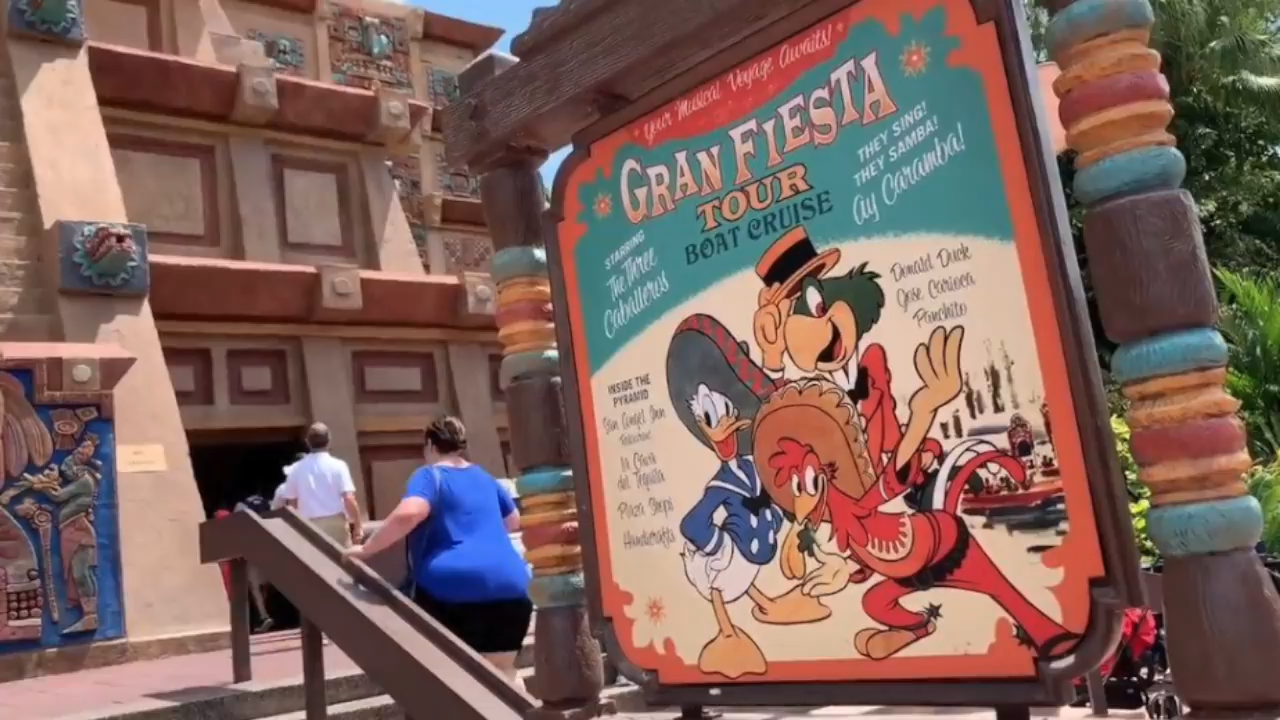 Your Musical Voyage Awaits!
GRAN FIESTA
TOUR
BOAT CRUISE
THEY SING!
THEY SAMBA!
ay Caramba!
STARRING
The Three
Caballeros
Donald Duck
Jose Carioca
Panchito
INSIDE THE
PYRAMID
San Angel Inn
Restaurante
La Cava
del Tequila
Plaza Shops
Handicrafts